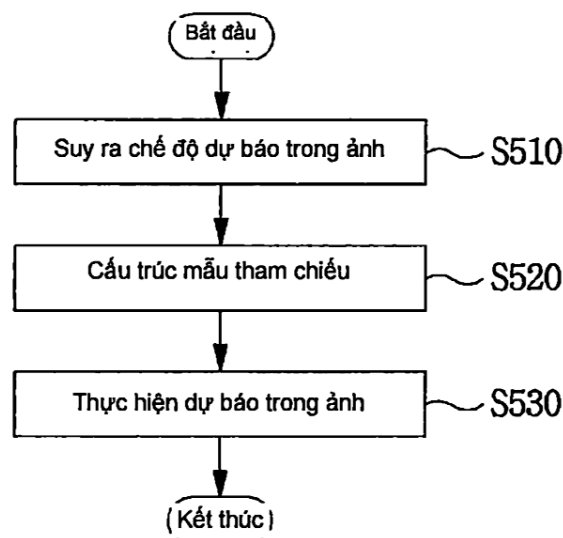 Bắt đầu
Suy ra chế độ dự báo trong ảnh
S510
Cấu trúc mẫu tham chiếu
S520
Thực hiện dự báo trong ảnh
S530
Kết thúc